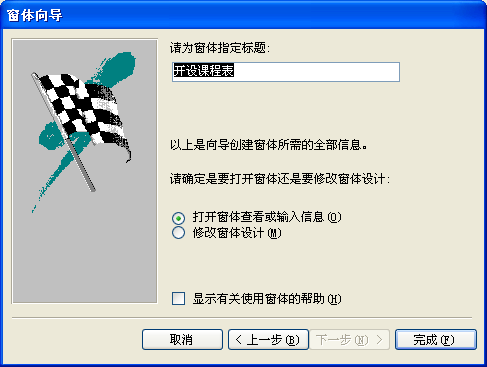 窗体向导
请为窗体指定标题:
开设课程表
以上是向导创建窗体所需的全部信息。
请确定是要打开窗体还是要修改窗体设计:
打开窗体查看或输入信息(O)
修改窗体设计(M)
显示有关使用窗体的帮助(H)
取消 < 上一步(B) 下一步(N) > 完成(F)